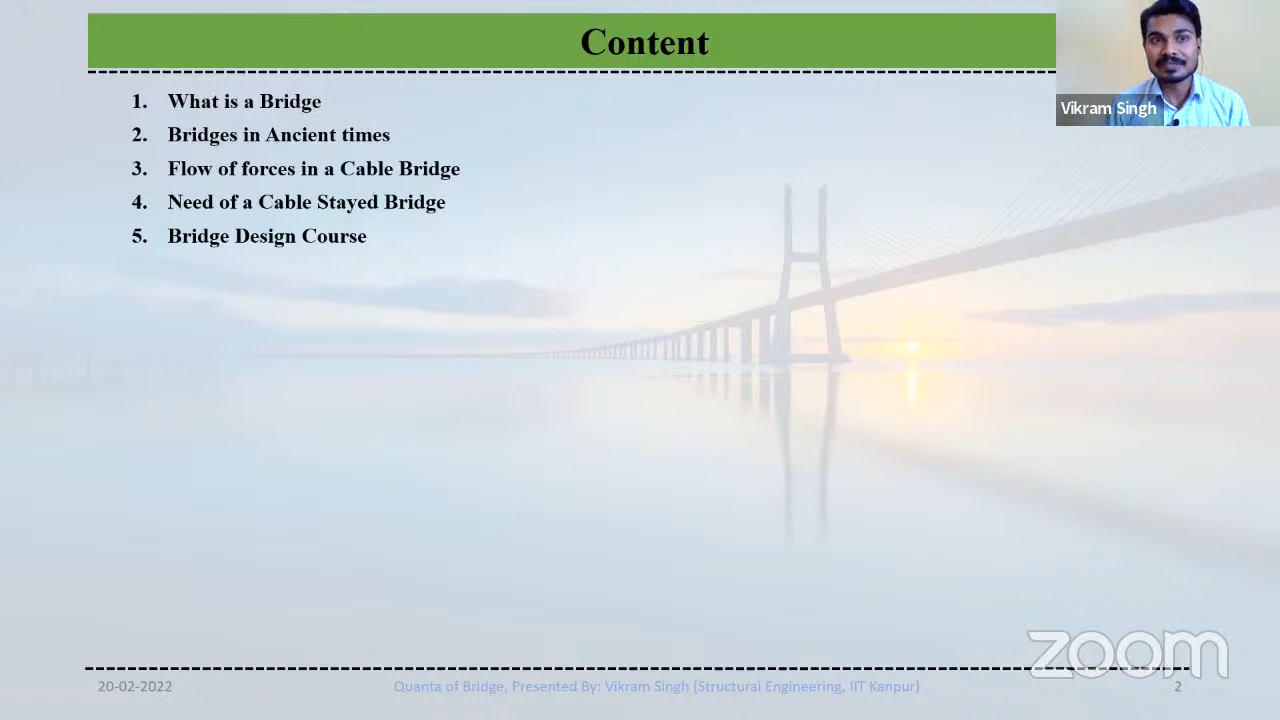 Content
Vikram Singh
1. What is a Bridge
2. Bridges in Ancient times
3. Flow of forces in a Cable Bridge
4. Need of a Cable Stayed Bridge
5. Bridge Design Course
zoom
20-02-2022 Quanta of Bridge, Presented By: Vikram Singh (Structural Engineering, IIT Kanpur) 2